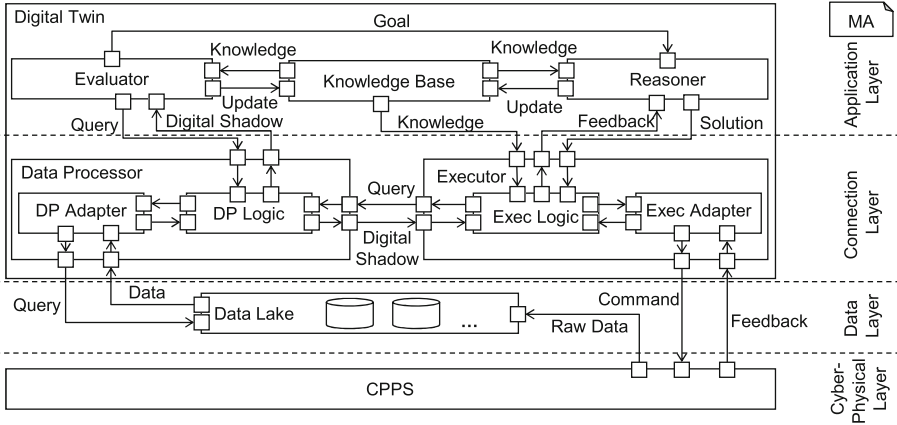 Digital Twin
Goal
MA
Knowledge
Knowledge
Evaluator
Knowledge Base
Reasoner
Update
Update
Application
Layer
Query
Digital Shadow
Knowledge
Feedback
Solution
Data Processor
Query
Executor
DP Adapter
DP Logic
Exec Logic
Exec Adapter
Digital
Shadow
Connection
Layer
Query
Data
Data Lake
...
Raw Data
Command
Feedback
Data
Layer
CPPS
Cyber-
Physical
Layer